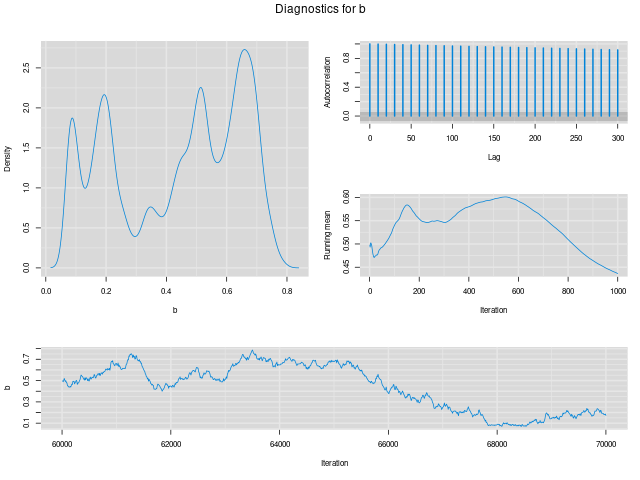 Diagnostics for b
Density
0.0 0.5 1.0 1.5 2.0 2.5
0.0 0.2 0.4 0.6 0.8
b
Autocorrelation
0.0 0.4 0.8
0 50 100 150 200 250 300
Lag
Running mean
0.45 0.50 0.55 0.60
0 200 400 600 800 1000
Iteration
b
0.1 0.3 0.5 0.7
60000 62000 64000 66000 68000 70000
Iteration